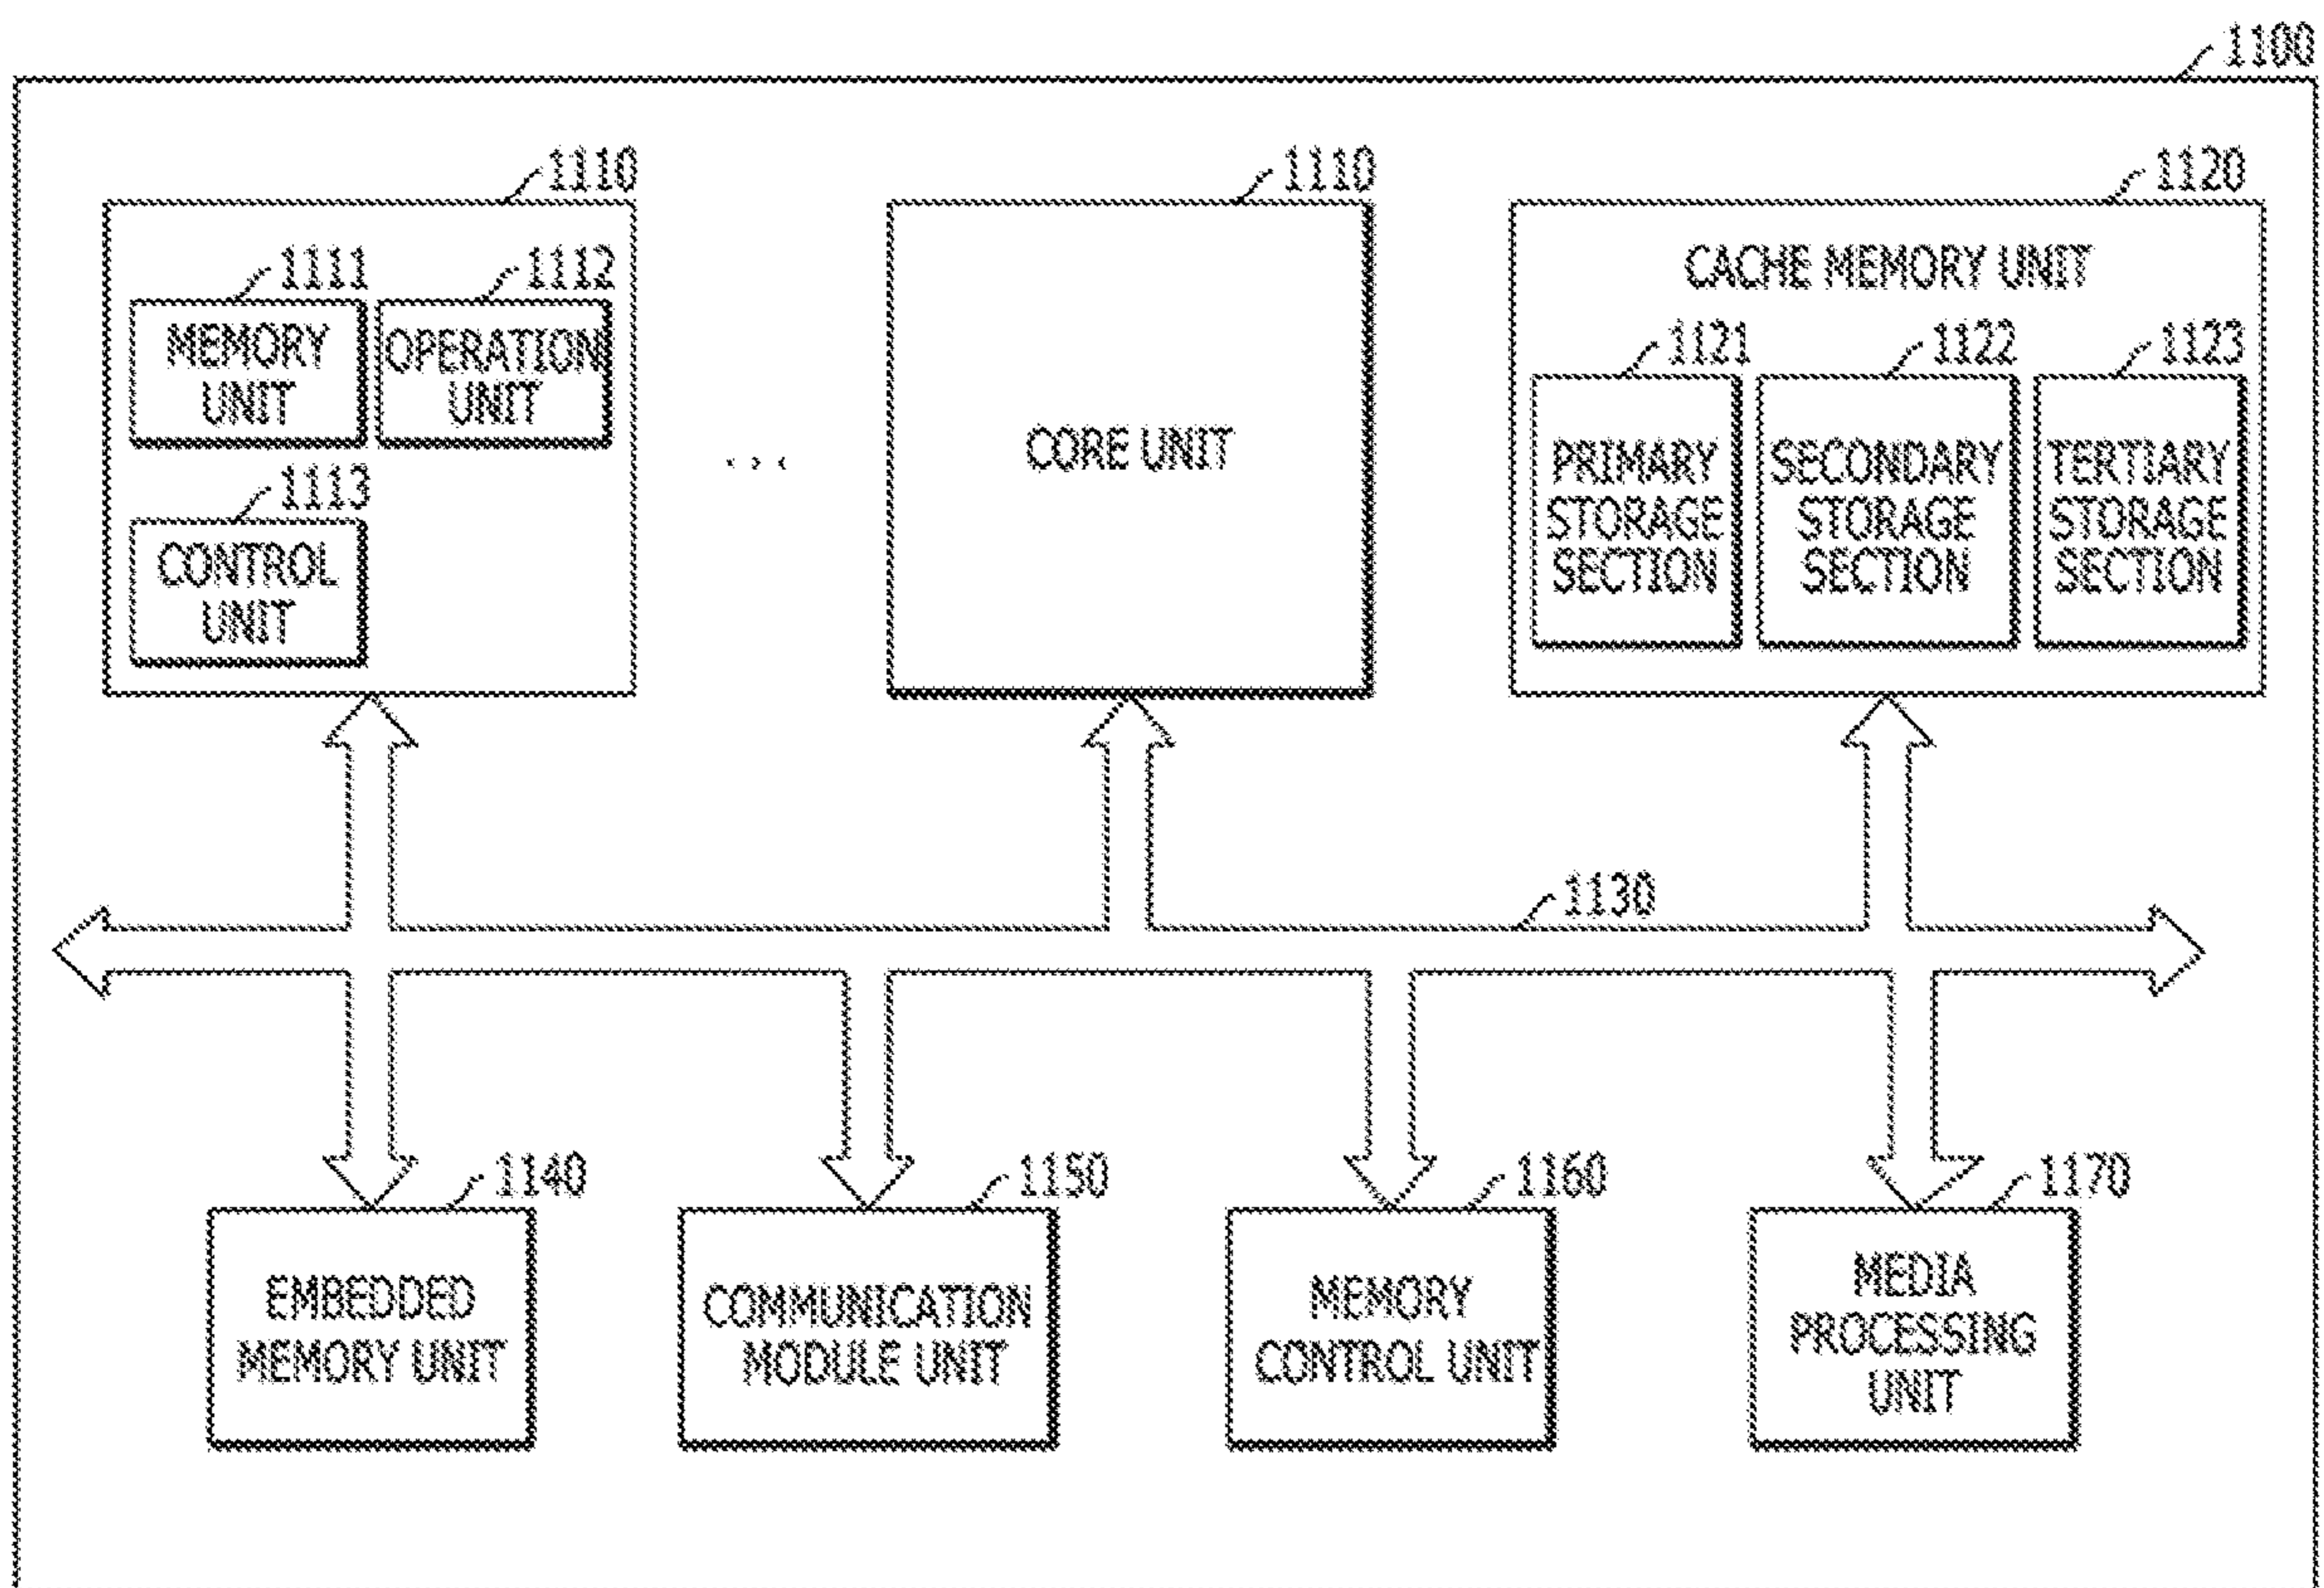 1100
1110
1110
1120
1111
1112
CACHE MEMORY UNIT
MEMORY
UNIT
OPERATION
UNIT
1121
1122
1123
...
CORE UNIT
PRIMARY
STORAGE
SECTION
SECONDARY
STORAGE
SECTION
TERTIARY
STORAGE
SECTION
1113
CONTROL
UNIT
1130
1140
1150
1160
1170
EMBEDDED
MEMORY UNIT
COMMUNICATION
MODULE UNIT
MEMORY
CONTROL UNIT
MEDIA
PROCESSING
UNIT